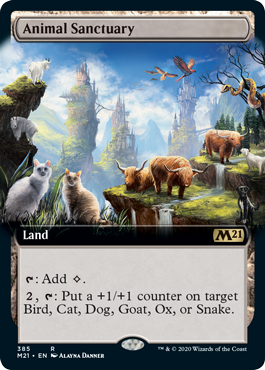 Animal Sanctuary
Land
M21
: Add .
2, : Put a +1/+1 counter on target
Bird, Cat, Dog, Goat, Ox, or Snake.
385 R
M21 • EN ALAYNA DANNER
™ & © 2020 Wizards of the Coast